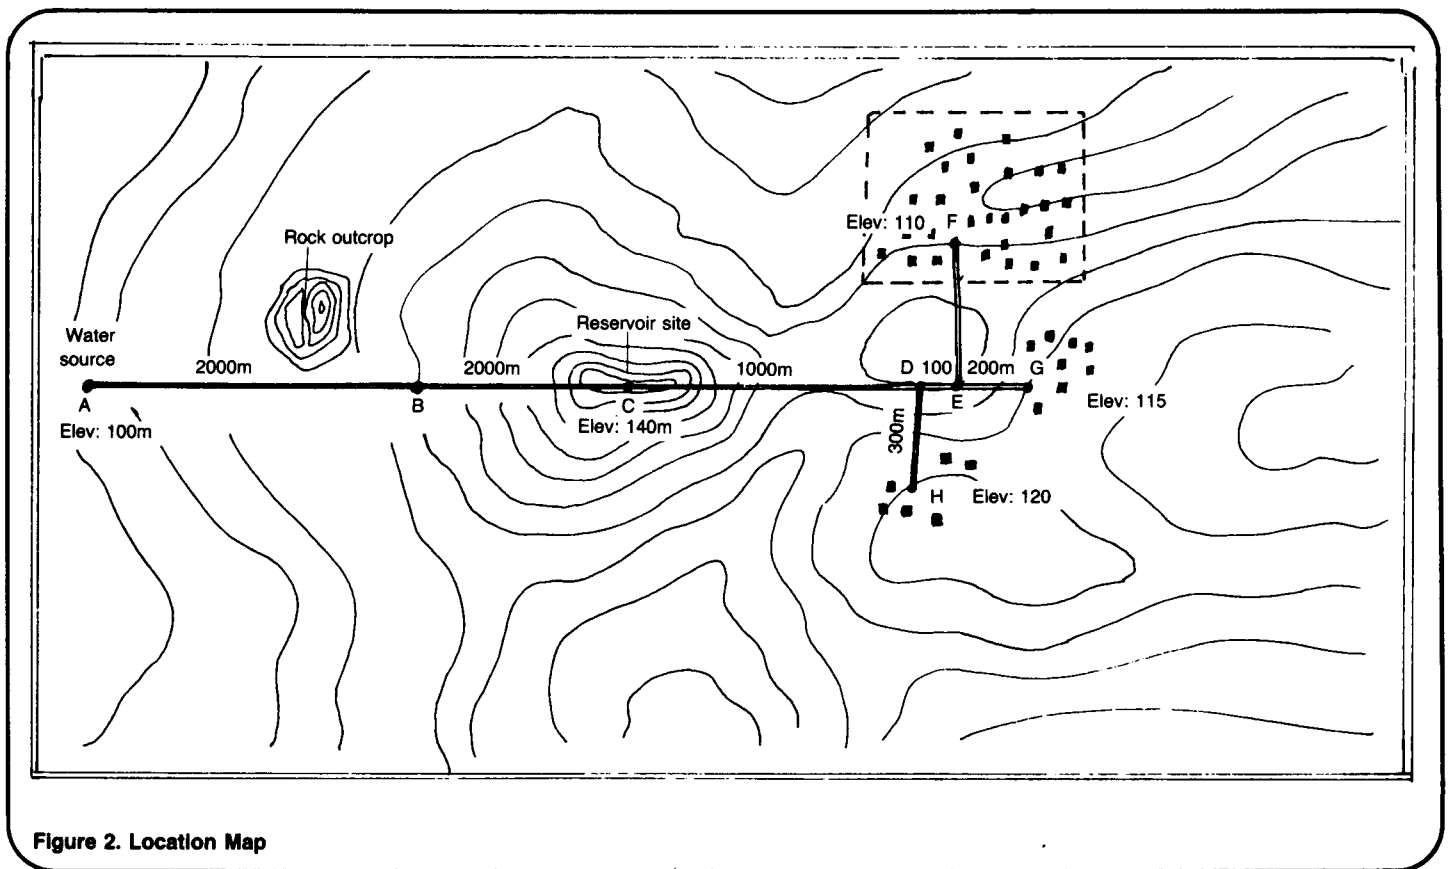 Elev: 110 F
Rock outcrop
Water
source
Reservoir site
2000m
2000m
1000m
D 100 200m G
A
B
C
E
Elev: 115
Elev: 100m
Elev: 140m
300m
H
Elev: 120
Figure 2. Location Map